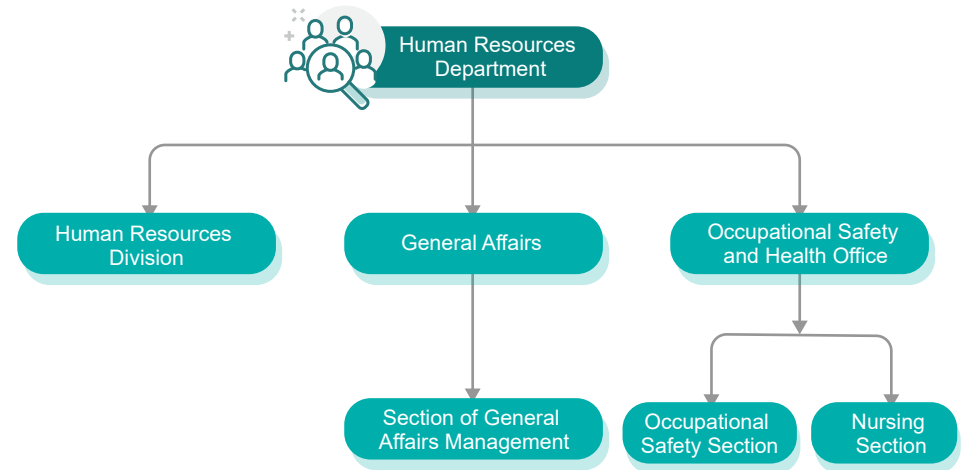 Human Resources
Department
Human Resources
Division
General Affairs
Occupational Safety
and Health Office
Section of General
Affairs Management
Occupational
Safety Section
Nursing
Section